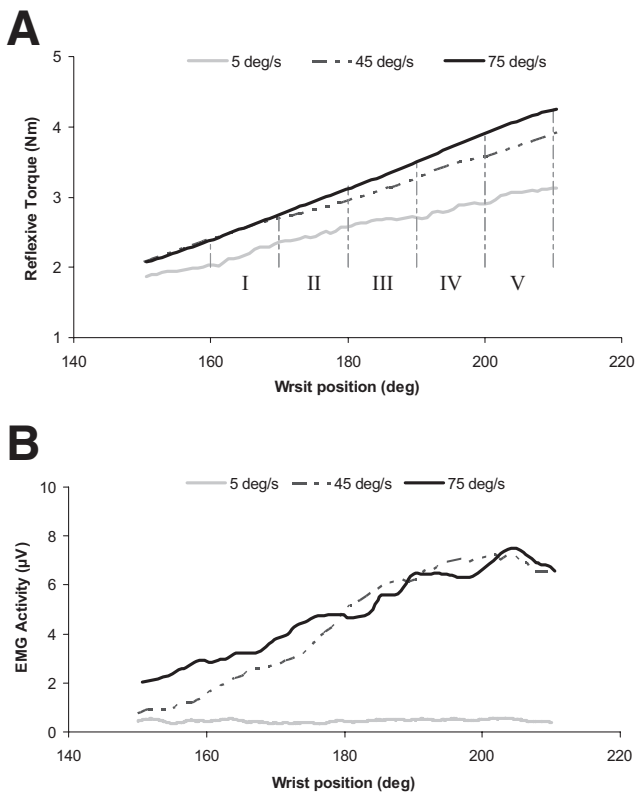 A
5 deg/s 45 deg/s 75 deg/s
Reflexive Torque (Nm)
5
4
3
2
1
I II III IV V
140 160 180 200 220
Wrsit position (deg)
B
5 deg/s 45 deg/s 75 deg/s
EMG Activity (µV)
10
8
6
4
2
0
140 160 180 200 220
Wrist position (deg)